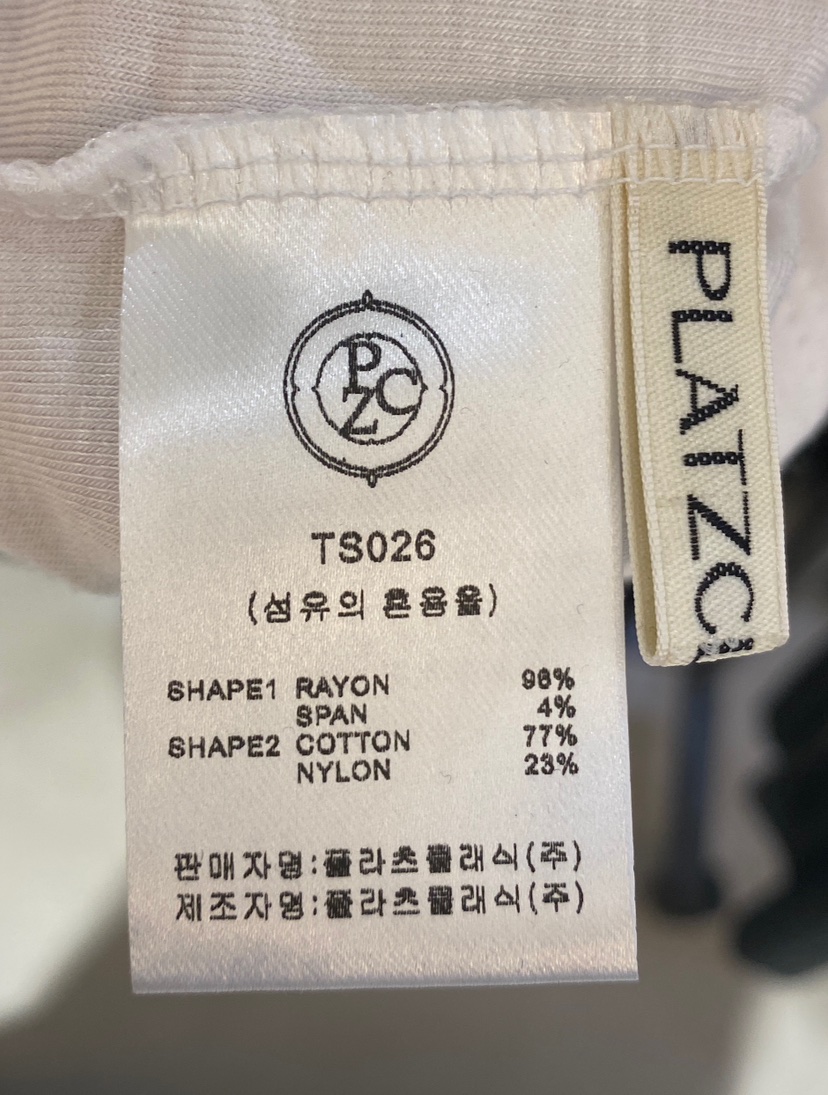 PZC
TS026
(섬유의 혼용율)
SHAPE1 RAYON 96%
SPAN 4%
SHAPE2 COTTON 77%
NYLON 23%
판매자명:플라츠클래식(주)
제조자명:플라츠클래식(주)
PLATZC